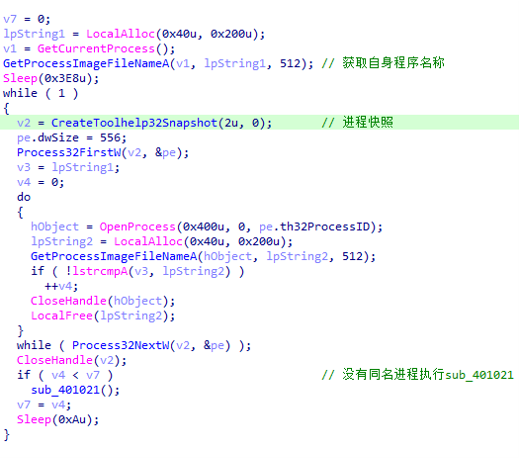 v7 = 0;
lpString1 = LocalAlloc(0x40u, 0x200u);
v1 = GetCurrentProcess();
GetProcessImageFileNameA(v1, lpString1, 512); // 获取自身程序名称
Sleep(0x3E8u);
while ( 1 )
{
v2 = CreateToolhelp32Snapshot(2u, 0); // 进程快照
pe.dwSize = 556;
Process32FirstW(v2, &pe);
v3 = lpString1;
v4 = 0;
do
{
hObject = OpenProcess(0x400u, 0, pe.th32ProcessID);
lpString2 = LocalAlloc(0x40u, 0x200u);
GetProcessImageFileNameA(hObject, lpString2, 512);
if ( !lstrcmpA(v3, lpString2) )
++v4;
CloseHandle(hObject);
LocalFree(lpString2);
}
while ( Process32NextW(v2, &pe) );
CloseHandle(v2);
if ( v4 < v7 ) // 没有同名进程执行sub_401021
sub_401021();
v7 = v4;
Sleep(0xAu);
}